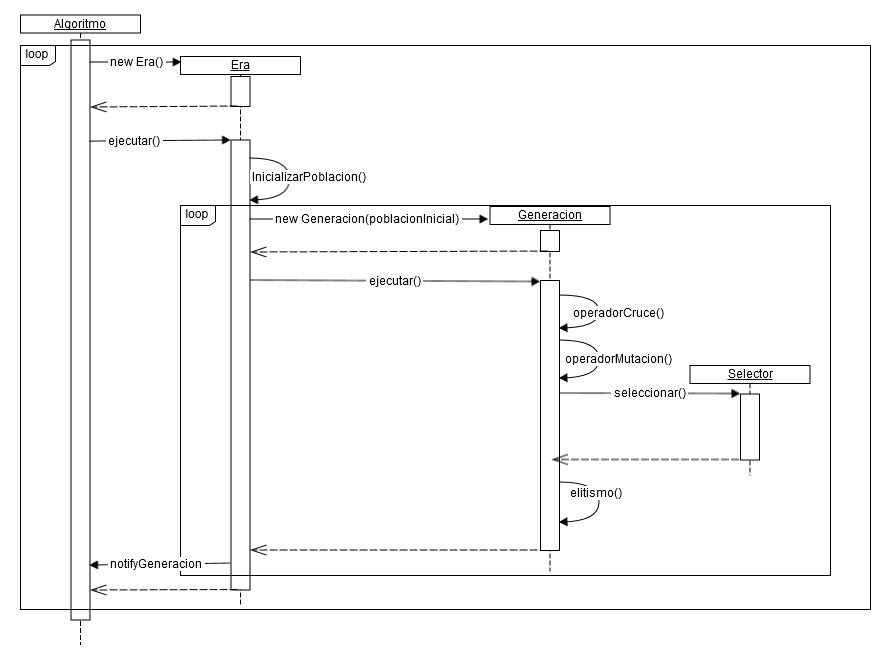 Algoritmo
loop
new Era()
Era
ejecutar()
InicializarPoblacion()
loop
new Generacion(poblacionInicial)
Generacion
ejecutar()
operadorCruce()
operadorMutacion()
Selector
seleccionar()
elitismo()
notifyGeneracion